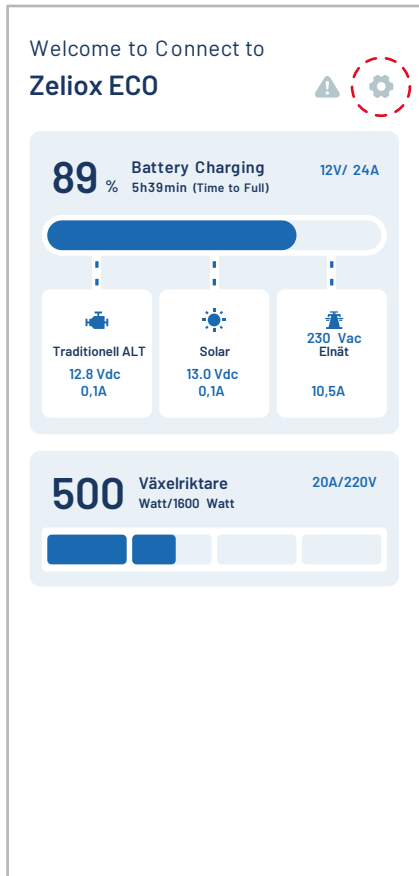 Welcome to Connect to
Zeliox ECO
89 %
Battery Charging
5h39min (Time to Full)
12V/ 24A
Traditionell ALT
12.8 Vdc
0,1A
Solar
13.0 Vdc
0,1A
230 Vac
Elnät
10,5A
500
Växelriktare
Watt/1600 Watt
20A/220V